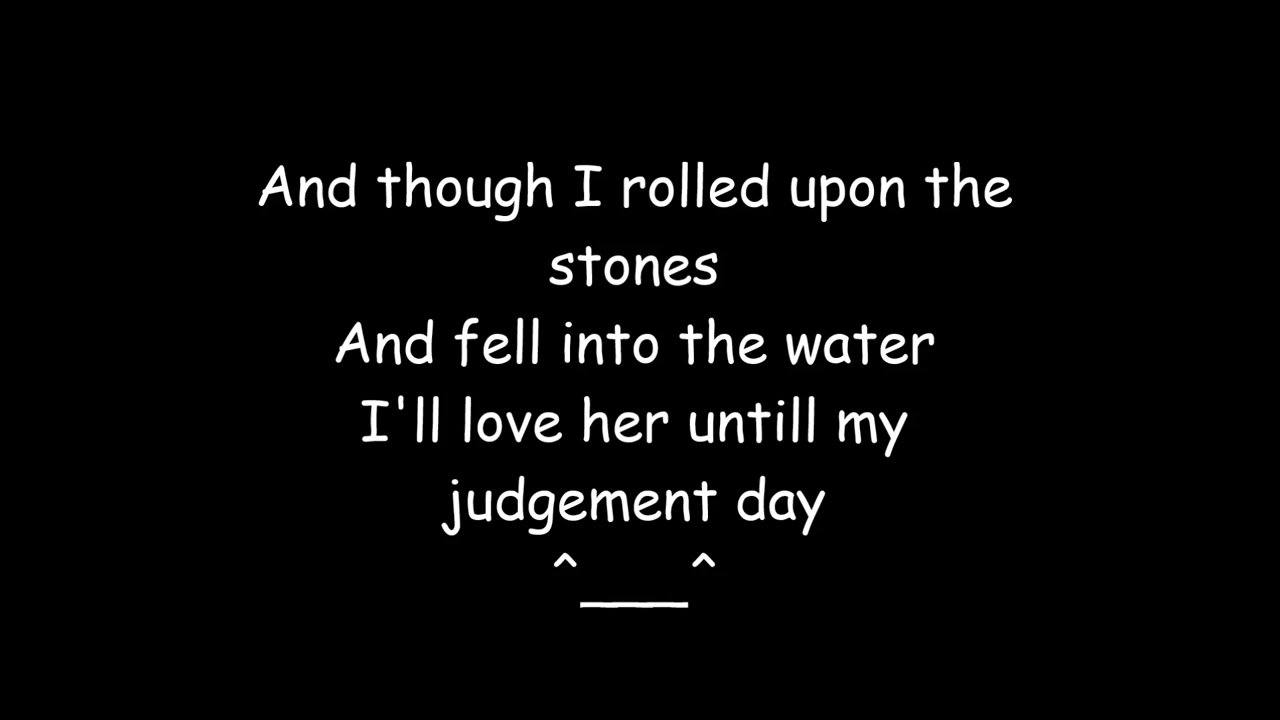 And though I rolled upon the
stones
And fell into the water
I'll love her untill my
judgement day
^___^